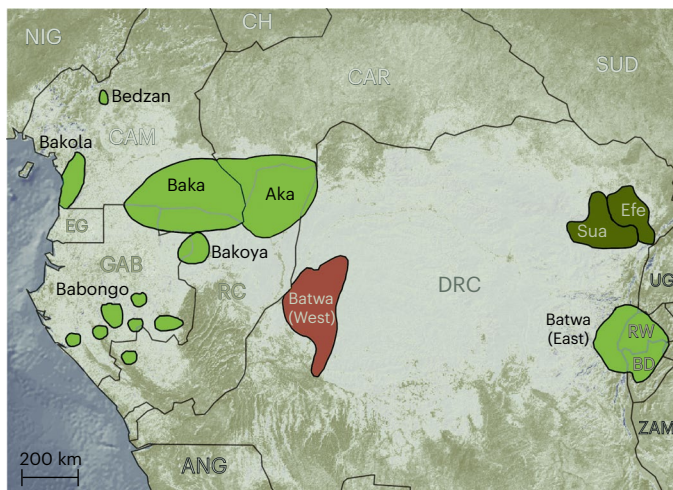 NIG
CH
CAR
SUD
Bedzan
CAM
Bakola
Baka
Aka
Efe
Sua
EG
Bakoya
GAB
RC
DRC
UG
Babongo
Batwa
(West)
Batwa
(East)
RW
BD
ZAM
200 km
ANG